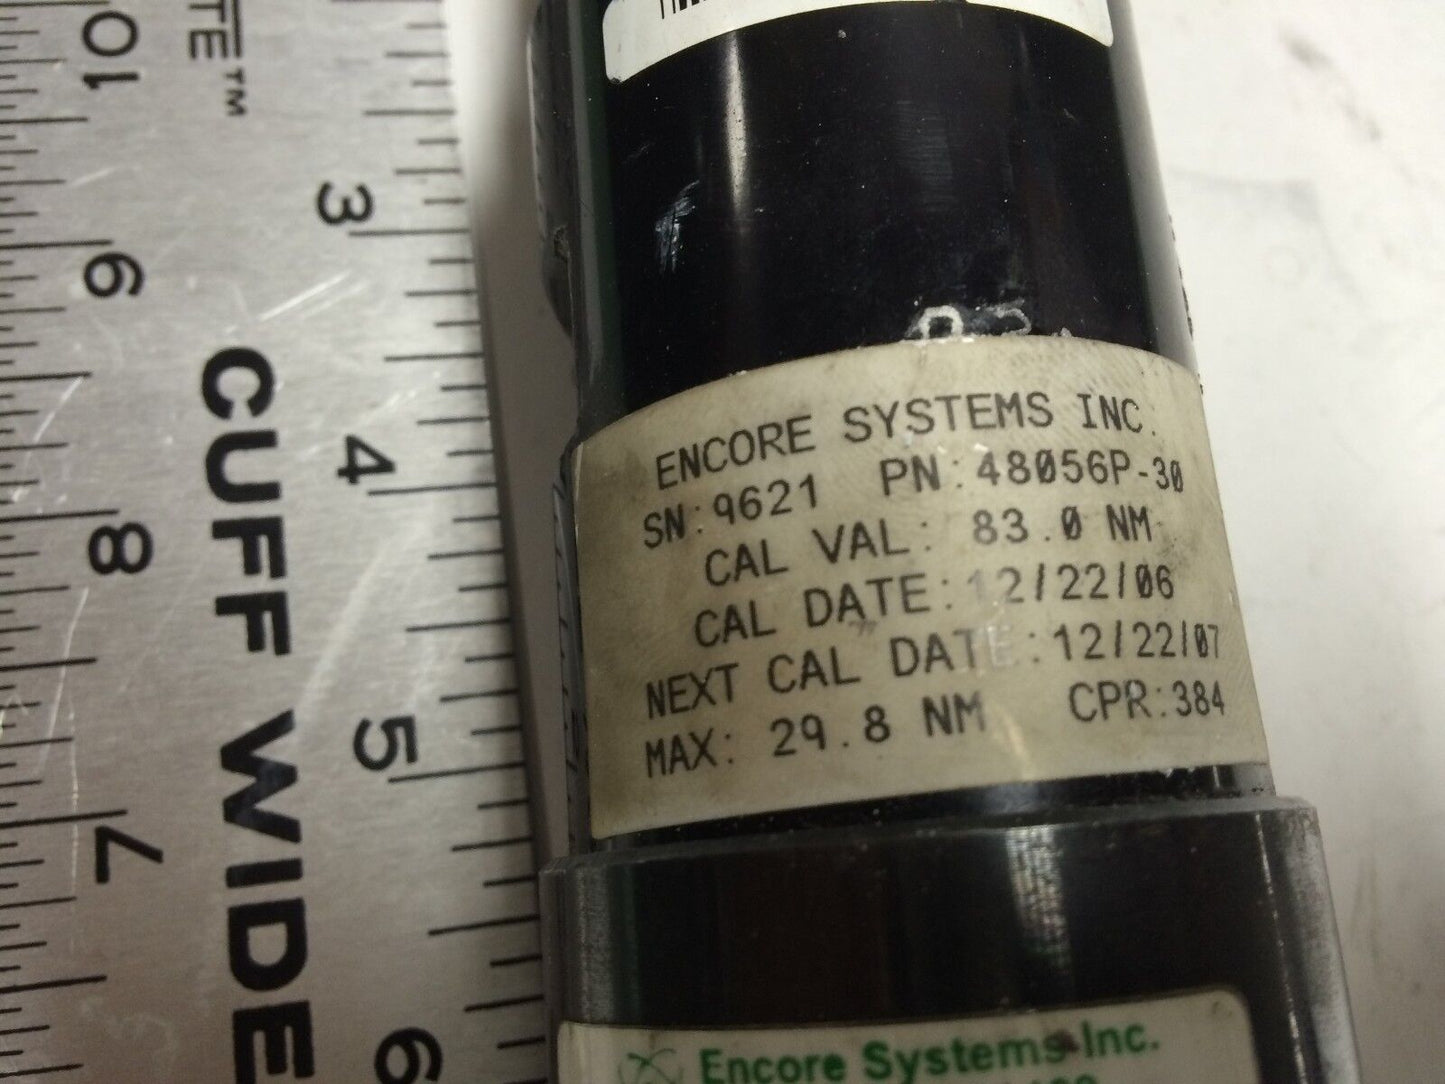 ENCORE SYSTEMS INC.
SN:9621 PN:48056P-30
CAL VAL: 83.0 NM
CAL DATE:12/22/06
NEXT CAL DATE:12/22/07
MAX: 29.8 NM CPR:384
Encore Systems Inc.
CUFF WIDE
TE™
3
4
5
6
10
9
8
7